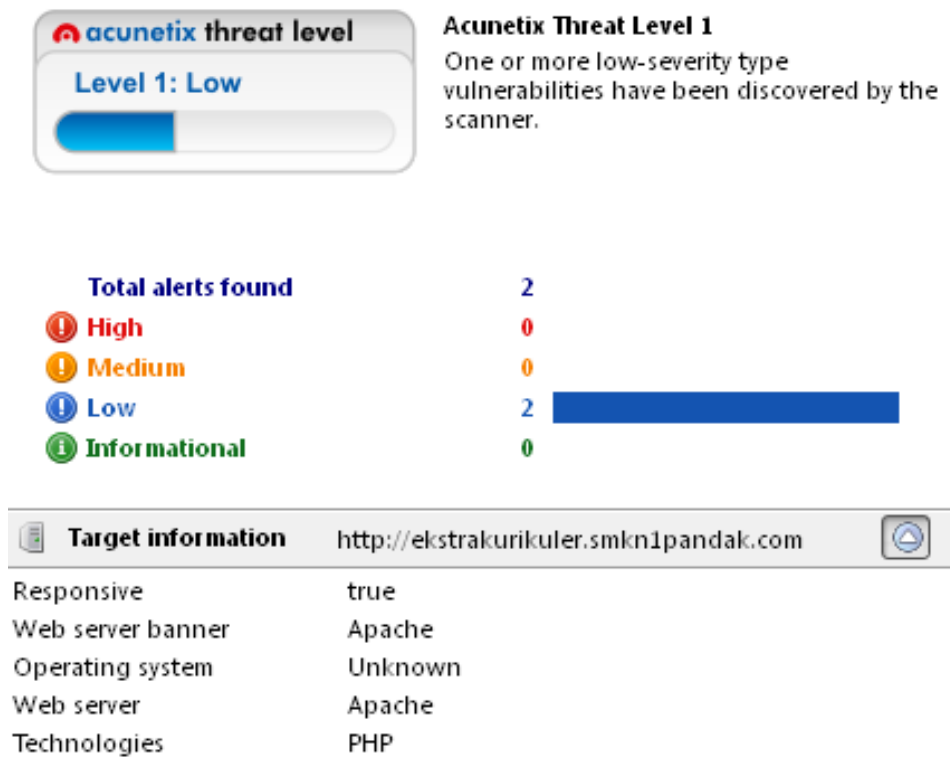 acunetix threat level
Level 1: Low
Acunetix Threat Level 1
One or more low-severity type
vulnerabilities have been discovered by the
scanner.
Total alerts found 2
High 0
Medium 0
Low 2
Informational 0
Target information http://ekstrakurikuler.smkn1pandak.com
Responsive true
Web server banner Apache
Operating system Unknown
Web server Apache
Technologies PHP